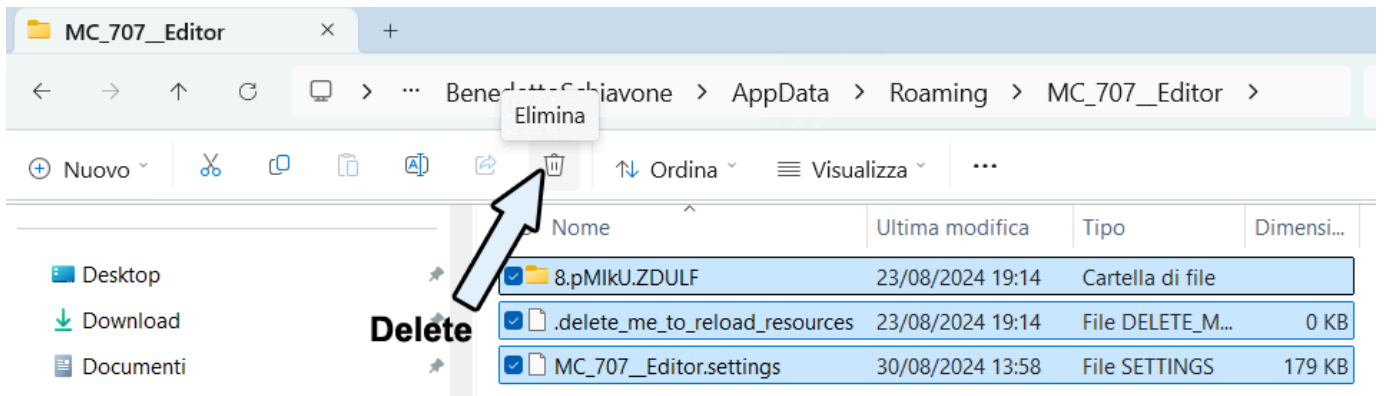 MC_707__Editor
BenedettoSchiavone > AppData > Roaming > MC_707__Editor >
Elimina
Nuovo Ordina Visualizza
Nome Ultima modifica Tipo Dimensi...
Desktop
8.pMIkU.ZDULF 23/08/2024 19:14 Cartella di file
Download
Delete
.delete_me_to_reload_resources 23/08/2024 19:14 File DELETE_M... 0 KB
Documenti
MC_707__Editor.settings 30/08/2024 13:58 File SETTINGS 179 KB